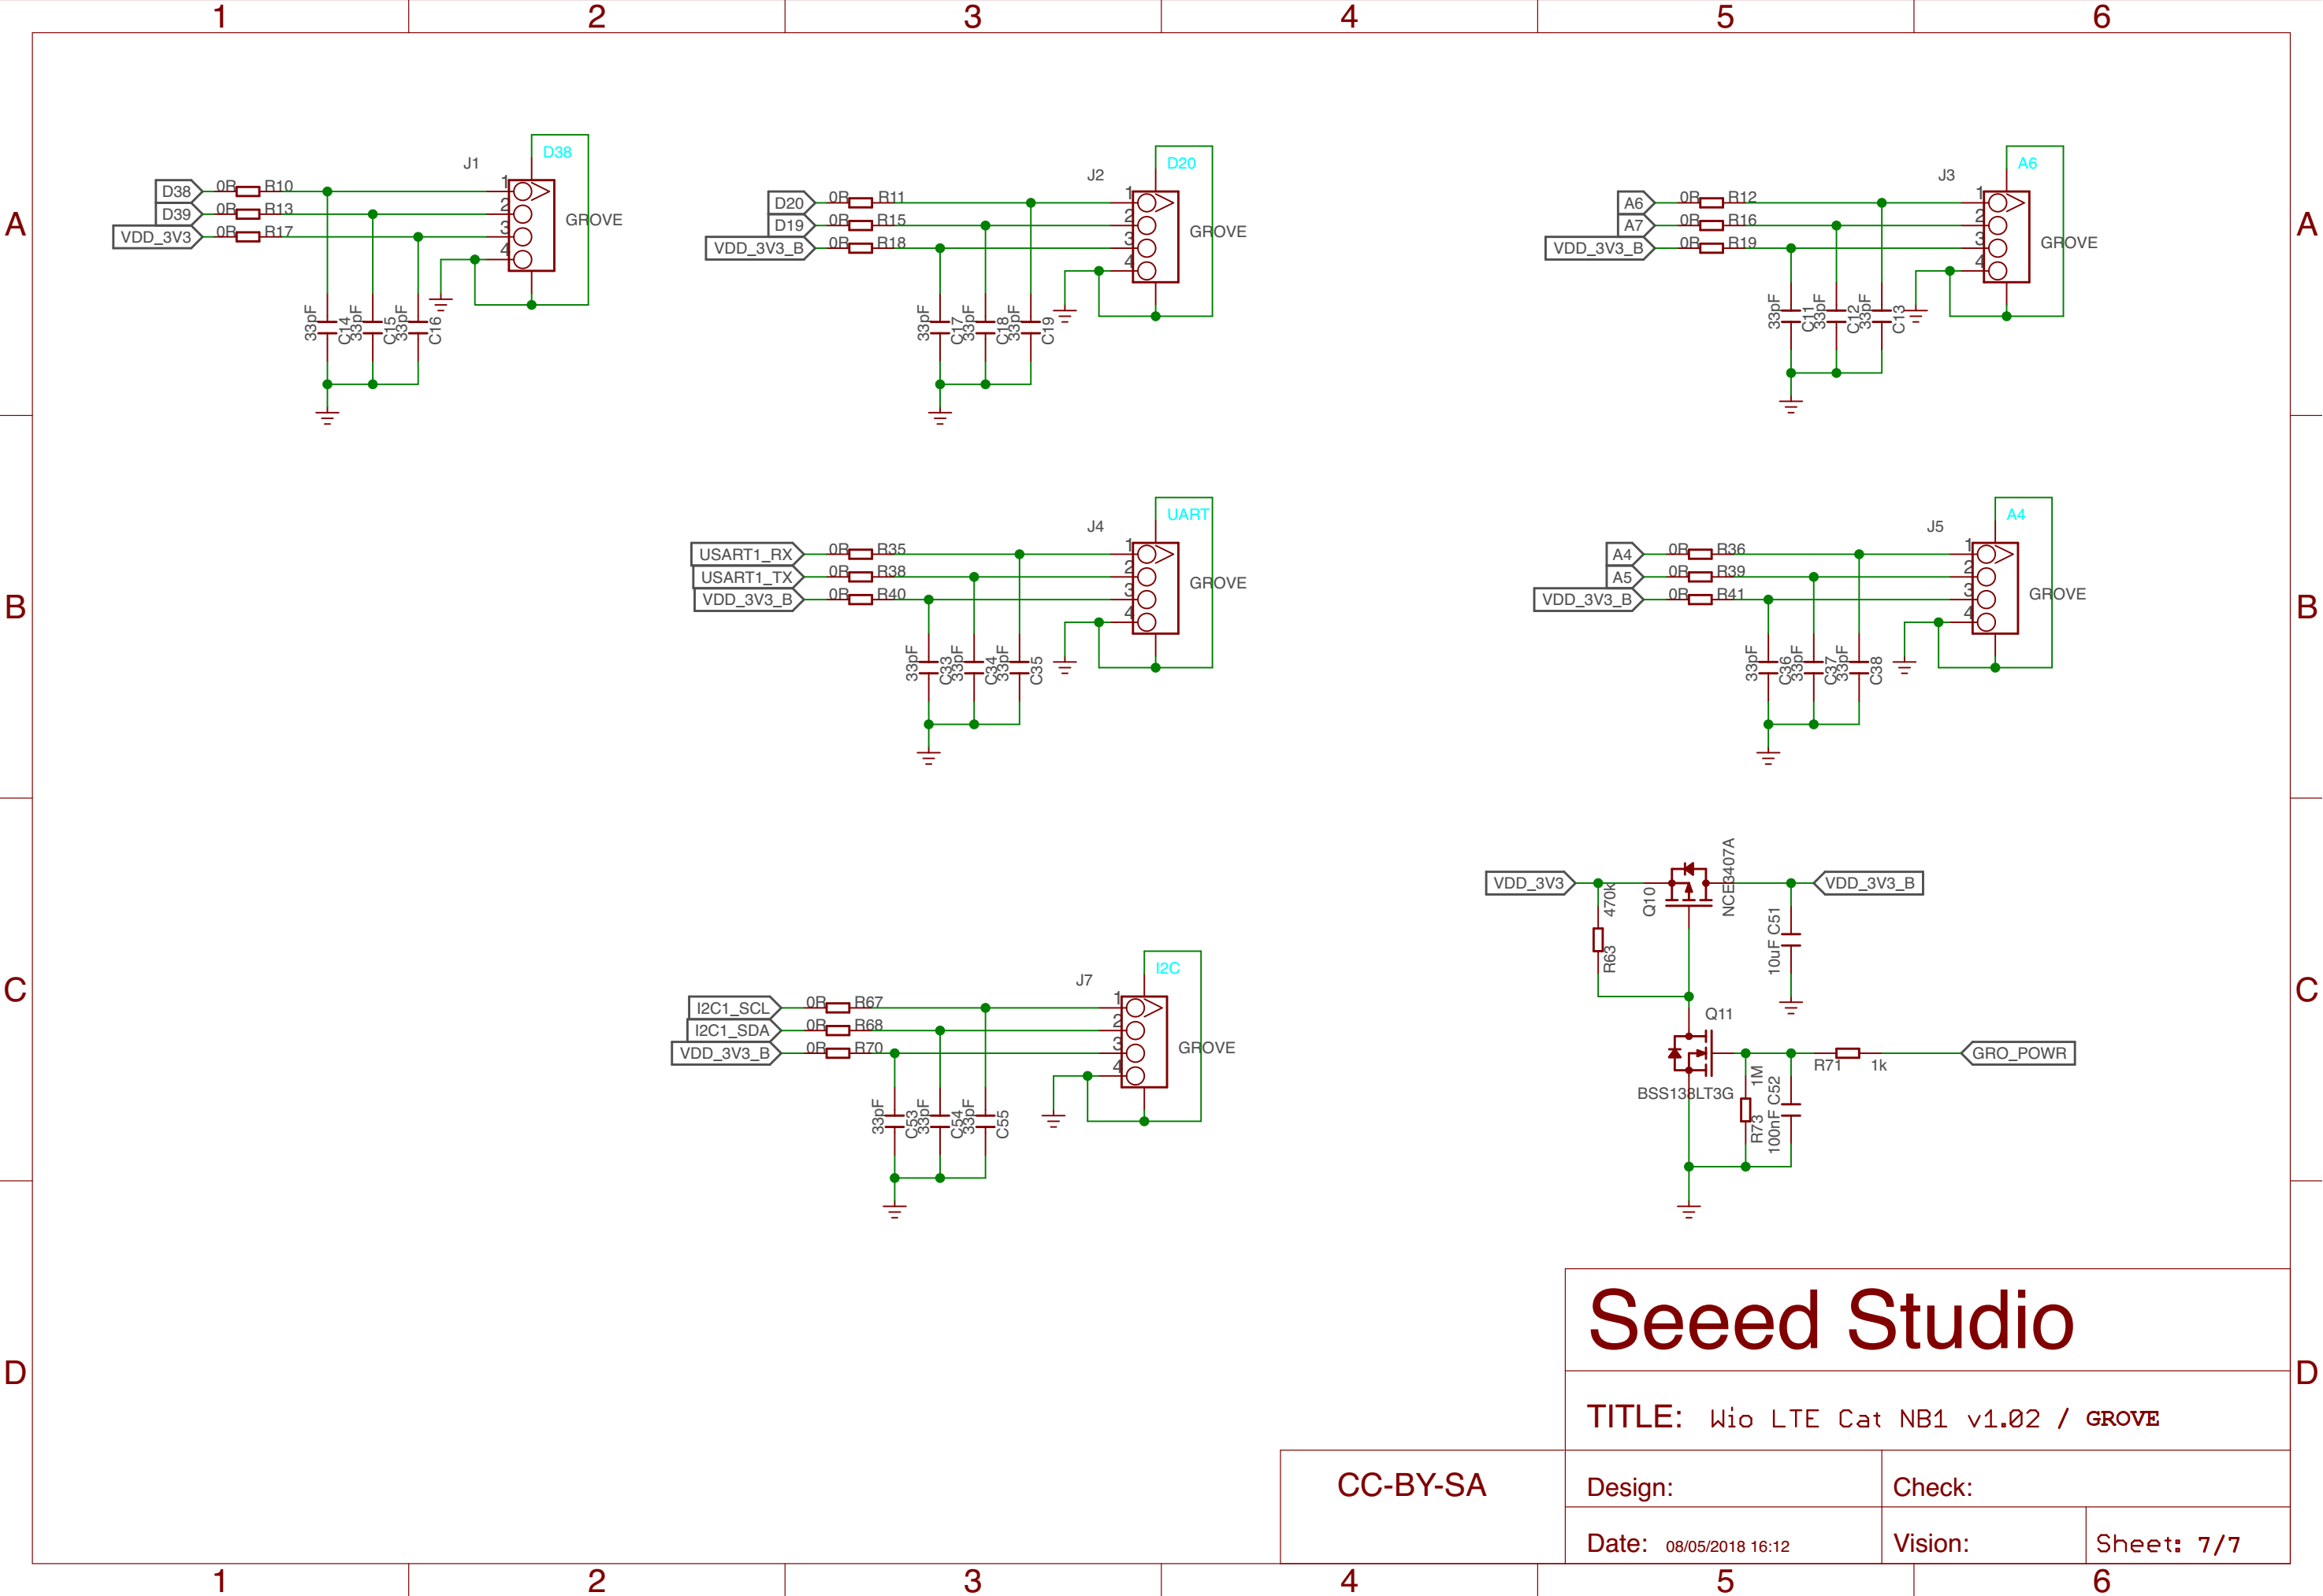 1 2 3 4 5 6
A A
J1 D38
D38 0R R10 1
D39 0R R13 2
VDD_3V3 0R R17 3
4
GROVE
33pF C14 33pF C15 33pF C16
J2 D20
D20 0R R11 1
D19 0R R15 2
VDD_3V3_B 0R R18 3
4
GROVE
33pF C17 33pF C18 33pF C19
J3 A6
A6 0R R12 1
A7 0R R16 2
VDD_3V3_B 0R R19 3
4
GROVE
33pF C11 33pF C12 33pF C13
B B
J4 UART
USART1_RX 0R R35 1
USART1_TX 0R R38 2
VDD_3V3_B 0R R40 3
4
GROVE
33pF C33 33pF C34 33pF C35
J5 A4
A4 0R R36 1
A5 0R R39 2
VDD_3V3_B 0R R41 3
4
GROVE
33pF C36 33pF C37 33pF C38
C C
J7 I2C
I2C1_SCL 0R R67 1
I2C1_SDA 0R R68 2
VDD_3V3_B 0R R70 3
4
GROVE
33pF C53 33pF C54 33pF C55
VDD_3V3 470k R63 Q10 NCE3407A VDD_3V3_B
10uF C51
Q11
BSS138LT3G
1M R73
100nF C52
R71 1k GRO_POWR
D D
Seeed Studio
TITLE: Wio LTE Cat NB1 v1.02 / GROVE
CC-BY-SA
Design: Check:
Date: 08/05/2018 16:12 Vision: Sheet: 7/7
1 2 3 4 5 6